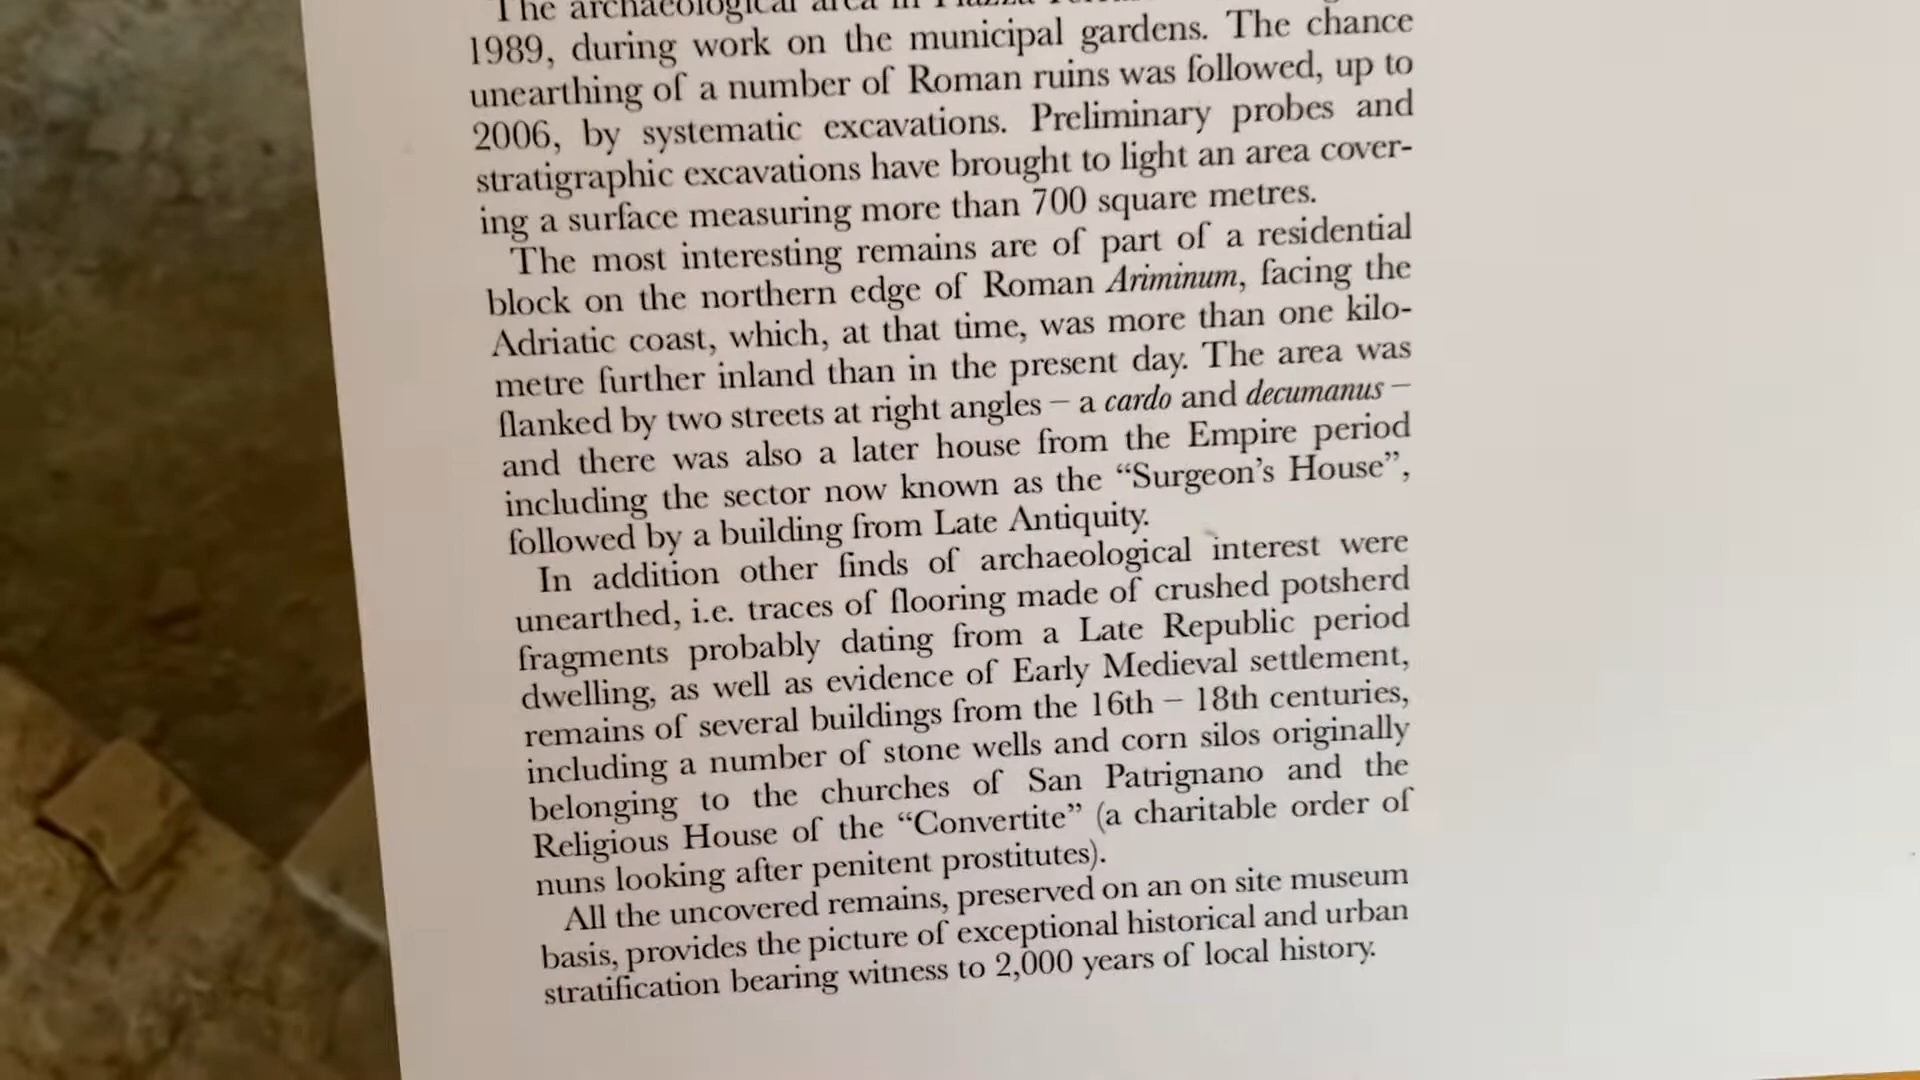 The archaeological area in Piazza
1989, during work on the municipal gardens. The chance
unearthing of a number of Roman ruins was followed, up to
2006, by systematic excavations. Preliminary probes and
stratigraphic excavations have brought to light an area cover-
ing a surface measuring more than 700 square metres.
The most interesting remains are of part of a residential
block on the northern edge of Roman Ariminum, facing the
Adriatic coast, which, at that time, was more than one kilo-
metre further inland than in the present day. The area was
flanked by two streets at right angles – a cardo and decumanus –
and there was also a later house from the Empire period
including the sector now known as the “Surgeon’s House”,
followed by a building from Late Antiquity.
In addition other finds of archaeological interest were
unearthed, i.e. traces of flooring made of crushed potsherd
fragments probably dating from a Late Republic period
dwelling, as well as evidence of Early Medieval settlement,
remains of several buildings from the 16th – 18th centuries,
including a number of stone wells and corn silos originally
belonging to the churches of San Patrignano and the
Religious House of the “Convertite” (a charitable order of
nuns looking after penitent prostitutes).
All the uncovered remains, preserved on an on site museum
basis, provides the picture of exceptional historical and urban
stratification bearing witness to 2,000 years of local history.